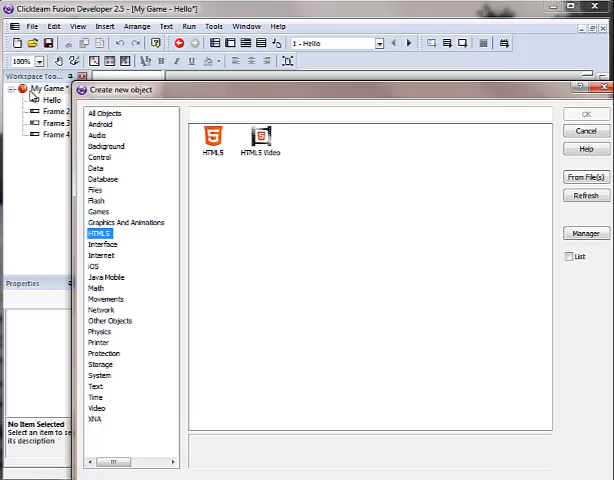 Clickteam Fusion Developer 2.5 - [My Game - Hello*]
File Edit View Insert Arrange Text Run Tools Window Help
1 - Hello
100%
Workspace Too...
My Game *
Hello
Frame 2
Frame 3
Frame 4
Properties
No Item Selected
Select an item to se
its description
Create new object
All Objects
Android
Audio
Background
Control
Data
Database
Files
Flash
Games
Graphics And Animations
HTML5
Interface
Internet
iOS
Java Mobile
Math
Movements
Network
Other Objects
Physics
Printer
Protection
Storage
System
Text
Time
Video
XNA
HTML5 HTML5 Video
OK
Cancel
Help
From File(s)
Refresh
Manager
List